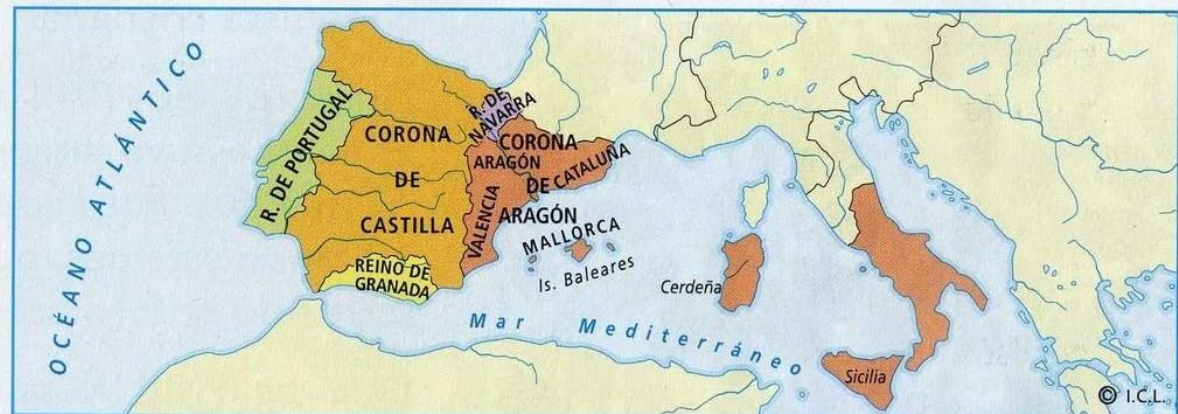 OCÉANO ATLÁNTICO
R. DE PORTUGAL
CORONA
DE
CASTILLA
REINO DE
GRANADA
R. DE
NAVARRA
CORONA
ARAGÓN
DE CATALUÑA
VALENCIA
ARAGÓN
MALLORCA
Is. Baleares
Cerdeña
Mar Mediterráneo
Sicilia
© I.C.L.